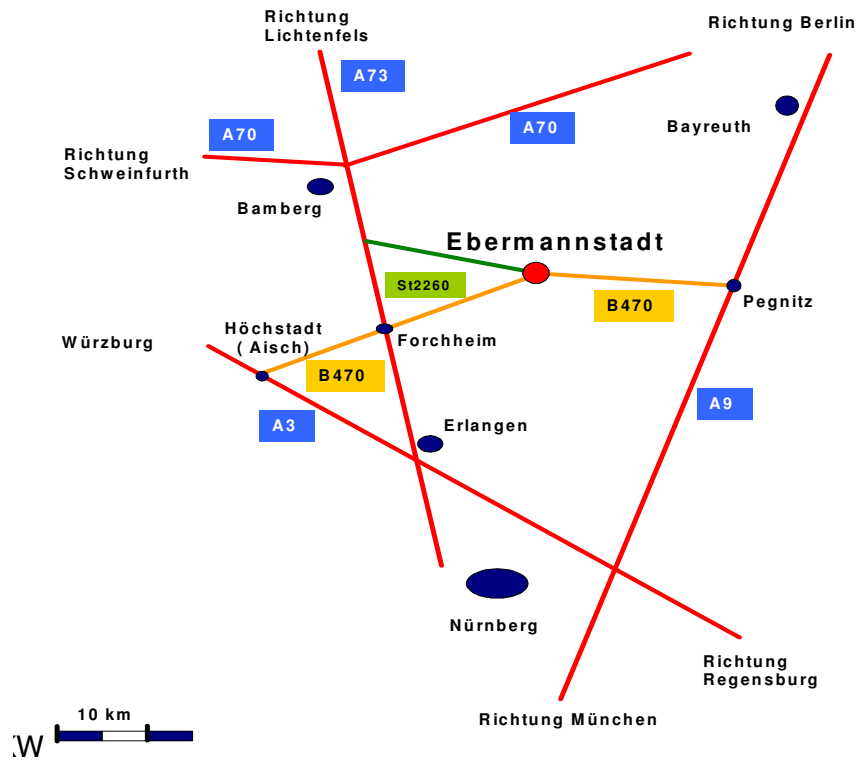 Richtung
Lichtenfels
Richtung Berlin
A73
A70
A70
Bayreuth
Richtung
Schweinfurth
Bamberg
Ebermannstadt
St2260
B470
Pegnitz
Würzburg
Höchstadt
( Aisch)
Forchheim
B470
A9
A3
Erlangen
Nürnberg
Richtung
Regensburg
Richtung München
10 km